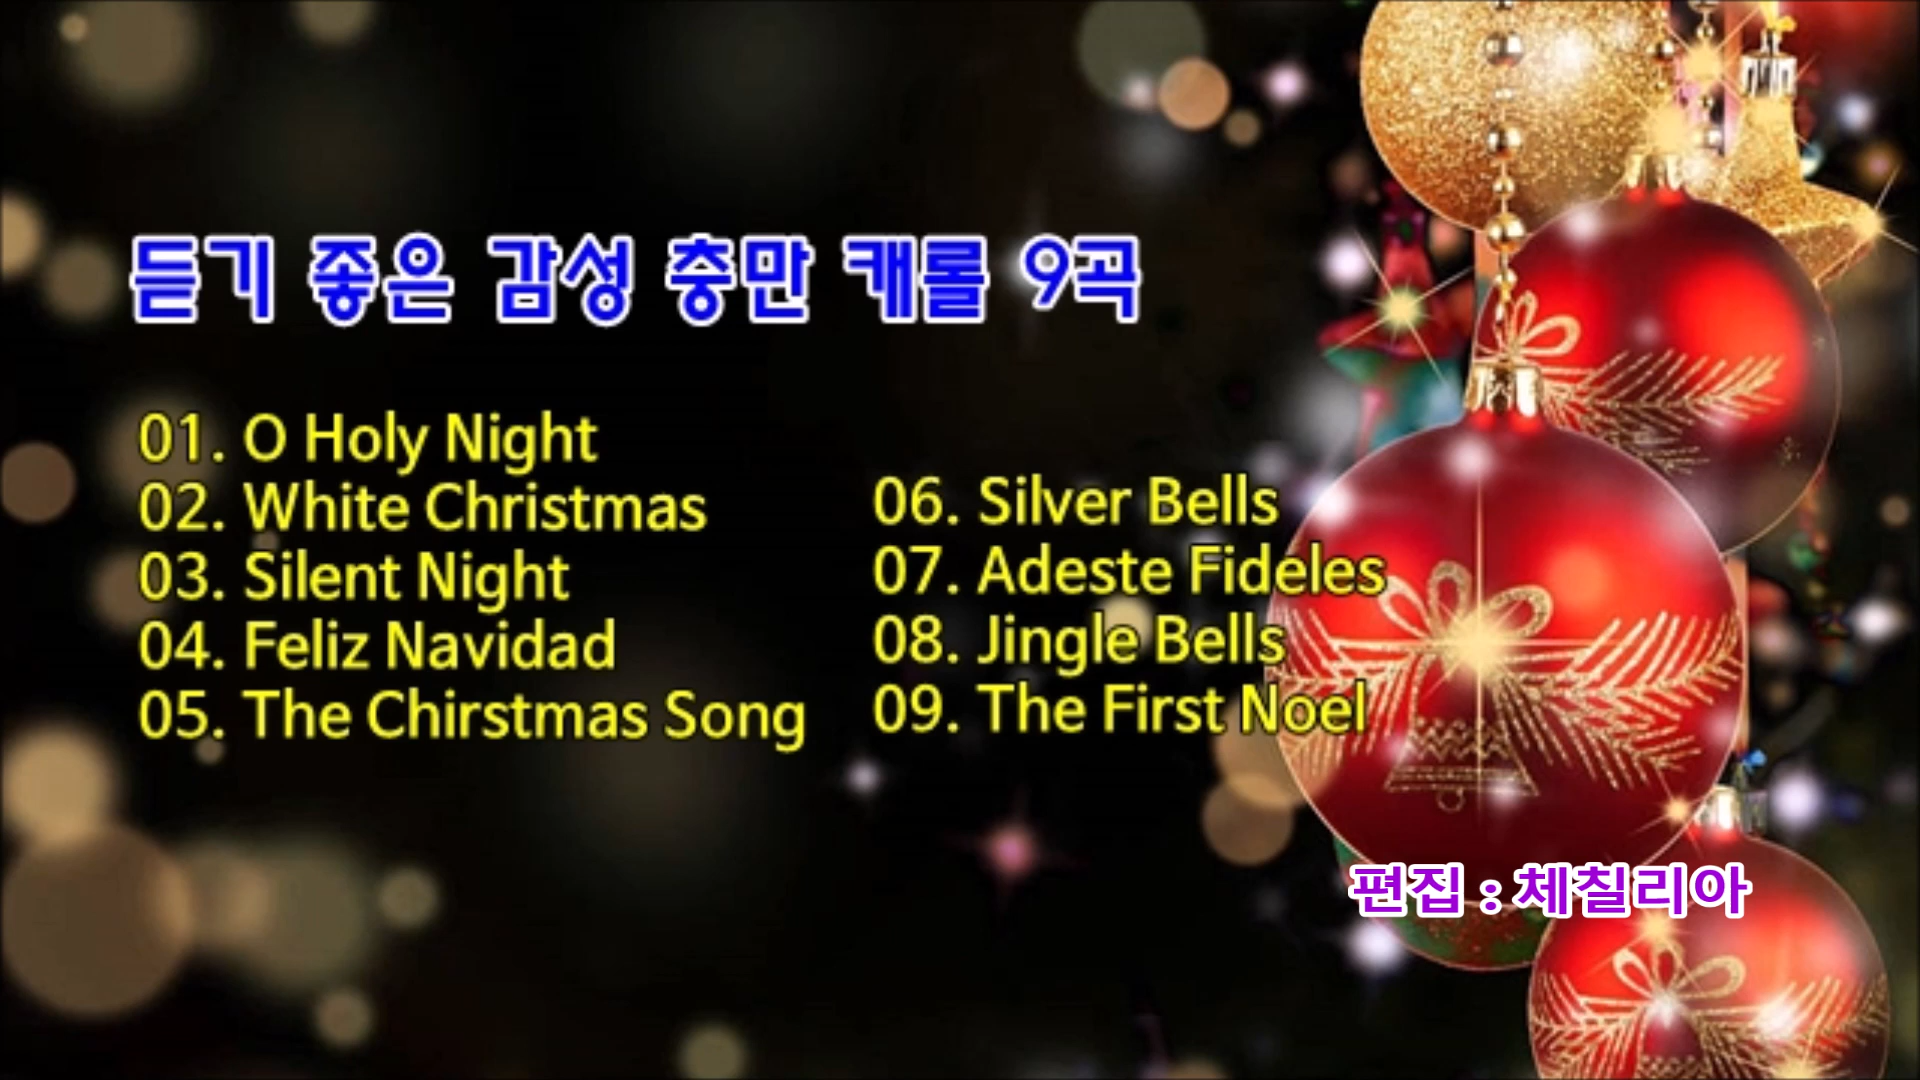 듣기 좋은 감성 충만 캐롤 9곡
01. O Holy Night
02. White Christmas
03. Silent Night
04. Feliz Navidad
05. The Chirstmas Song
06. Silver Bells
07. Adeste Fideles
08. Jingle Bells
09. The First Noel
편집 : 체칠리아